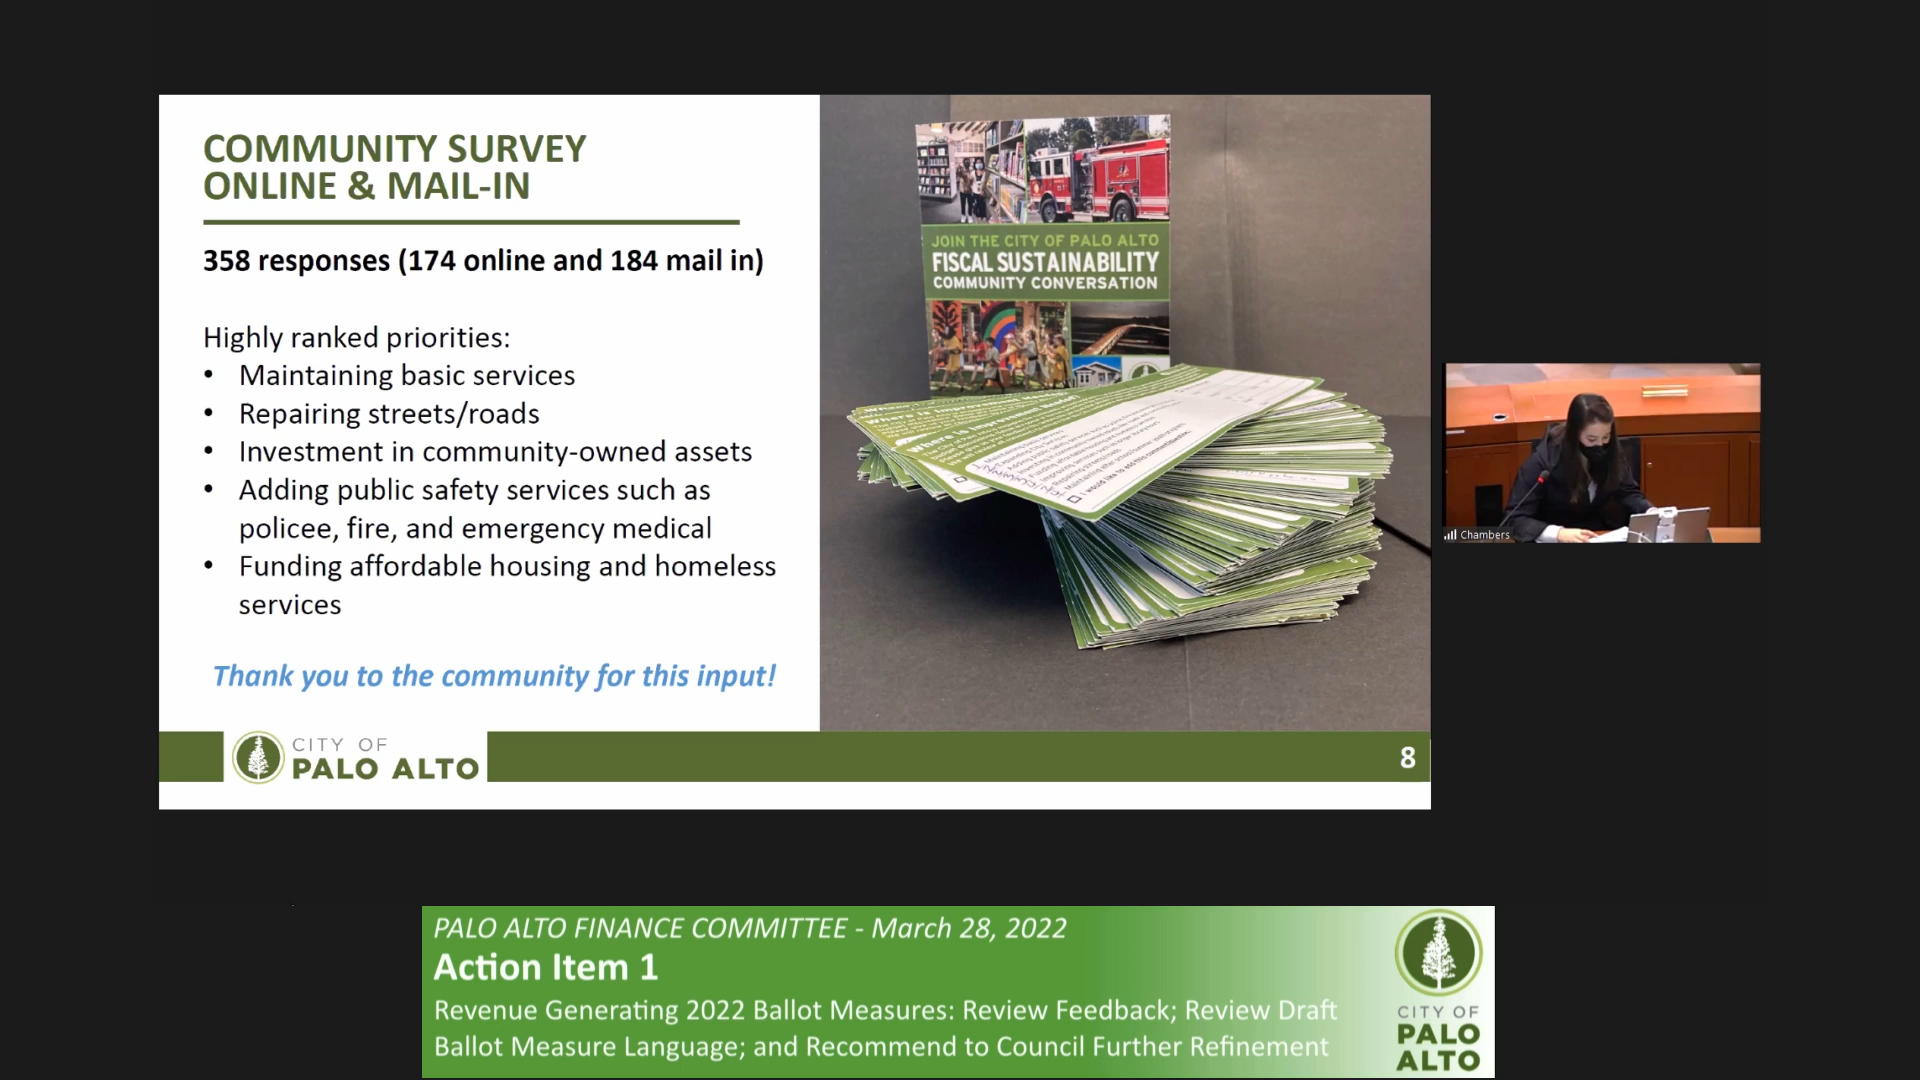 COMMUNITY SURVEY
ONLINE & MAIL-IN
358 responses (174 online and 184 mail in)
Highly ranked priorities:
• Maintaining basic services
• Repairing streets/roads
• Investment in community-owned assets
• Adding public safety services such as
policee, fire, and emergency medical
• Funding affordable housing and homeless
services
Thank you to the community for this input!
CITY OF
PALO ALTO
8
JOIN THE CITY OF PALO ALTO
FISCAL SUSTAINABILITY
COMMUNITY CONVERSATION
Chambers
PALO ALTO FINANCE COMMITTEE - March 28, 2022
Action Item 1
Revenue Generating 2022 Ballot Measures: Review Feedback; Review Draft
Ballot Measure Language; and Recommend to Council Further Refinement
CITY OF
PALO
ALTO